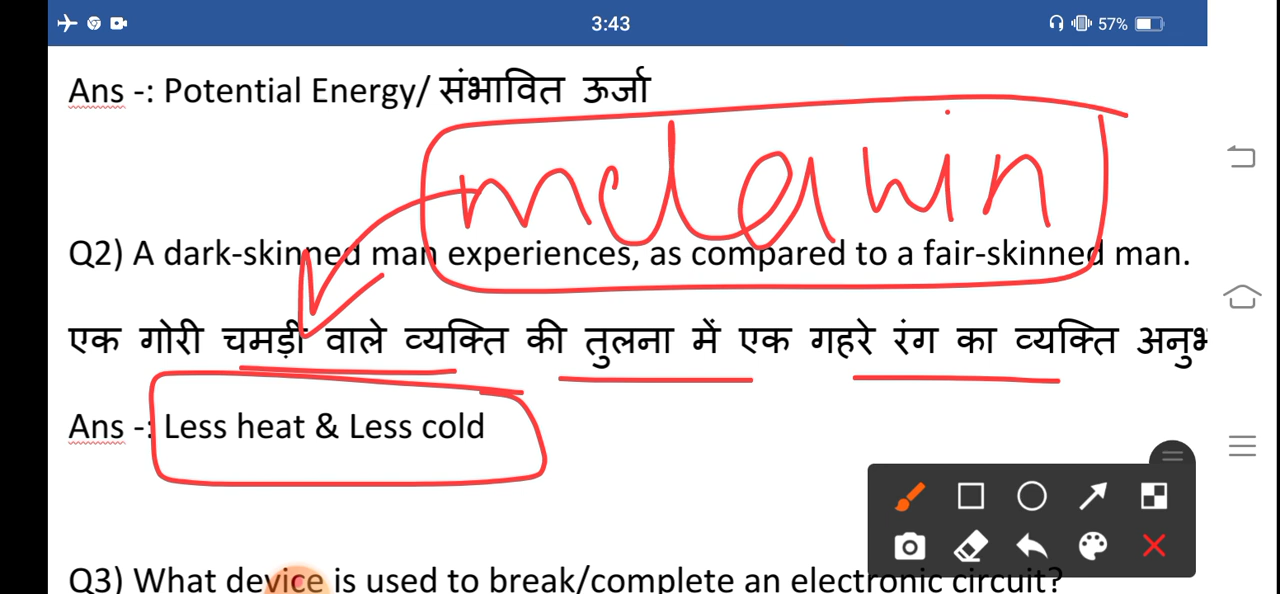 3:43
57%
Ans -: Potential Energy/ संभावित ऊर्जा
melanin
Q2) A dark-skinned man experiences, as compared to a fair-skinned man.
एक गोरी चमड़ी वाले व्यक्ति की तुलना में एक गहरे रंग का व्यक्ति
Ans -: Less heat & Less cold
Q3) What device is used to break/complete an electronic circuit?